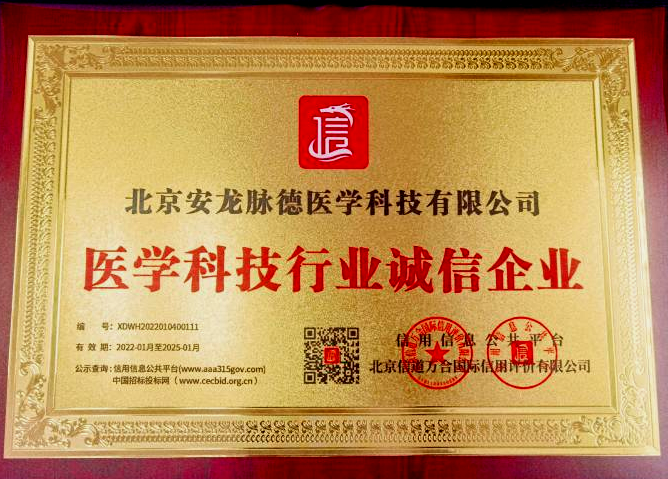 信
北京安龙脉德医学科技有限公司
医学科技行业诚信企业
编 号：XDWH2022010400111
有 效 期：2022-01月至2025-01月
公示查询：信用信息公共平台(www.aaa315gov.com)
中国招标投标网（www.cecbid.org.cn）
信
信用信息公共平台
北京信道万合国际信用评价有限公司
信